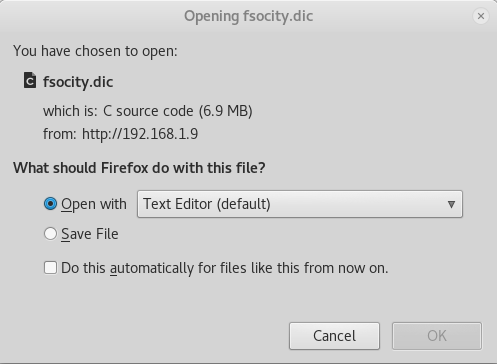 Opening fsocity.dic
You have chosen to open:
fsocity.dic
which is: C source code (6.9 MB)
from: http://192.168.1.9
What should Firefox do with this file?
Open with Text Editor (default)
Save File
Do this automatically for files like this from now on.
Cancel OK